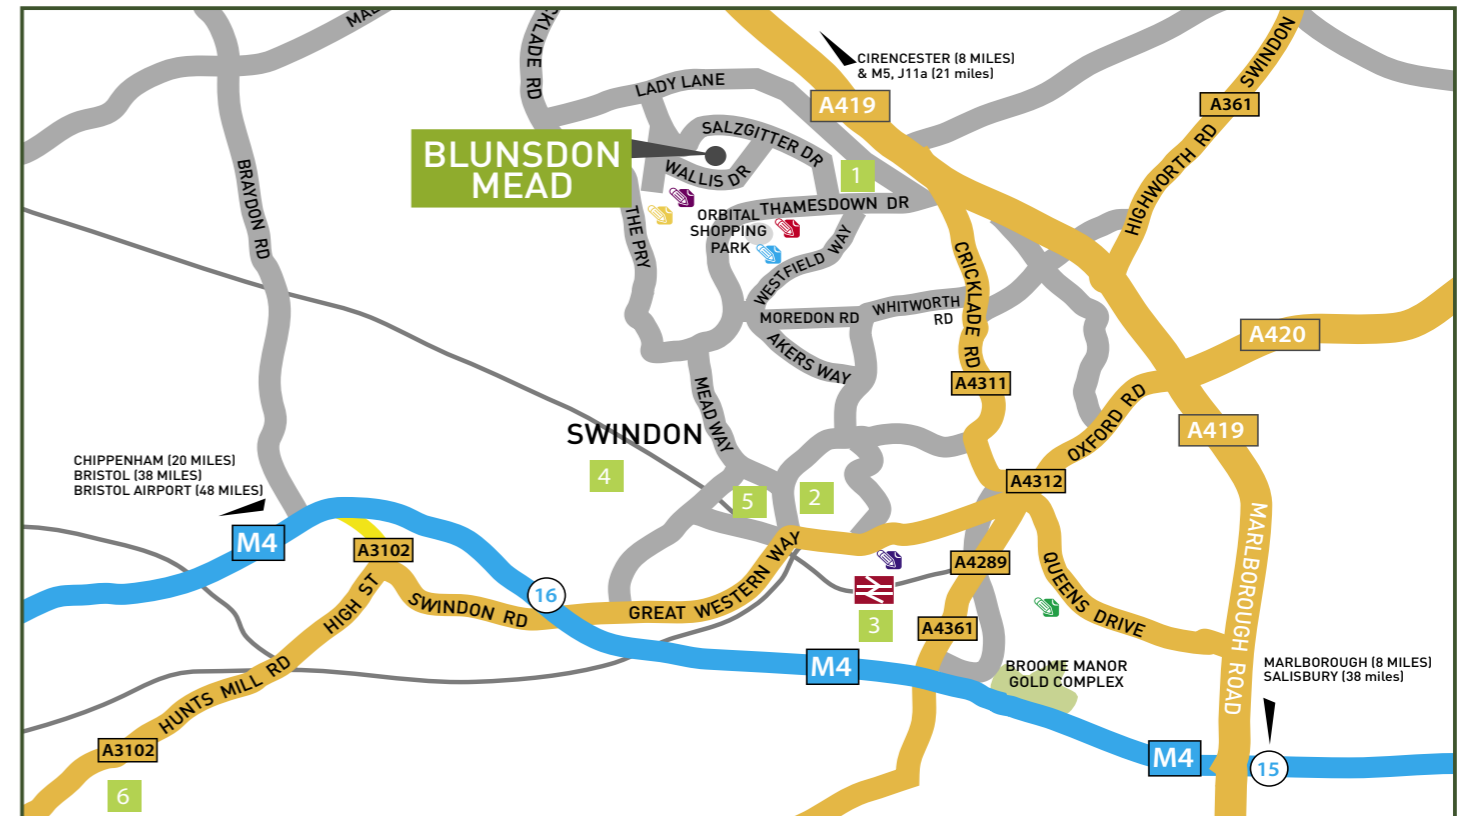 CKLADE RD
LADY LANE
CIRENCESTER (8 MILES)
& M5, J11a (21 miles)
SWINDON
A419
A361
SALZGITTER DR
HIGHWORTH RD
BLUNSDON
MEAD
WALLIS DR
1
BRAYDON RD
THE PRY
THAMESDOWN DR
ORBITAL
SHOPPING
PARK
WESTFIELD WAY
CRICKLADE RD
MOREDON RD
WHITWORTH
RD
A420
AKERS WAY
A4311
MEAD WAY
OXFORD RD
A419
SWINDON
CHIPPENHAM (20 MILES)
BRISTOL (38 MILES)
BRISTOL AIRPORT (48 MILES)
4
5
2
A4312
M4
A3102
GREAT WESTERN WAY
A4289
QUEENS DRIVE
MARLBOROUGH ROAD
HIGH ST
SWINDON RD
16
3
A4361
M4
BROOME MANOR
GOLD COMPLEX
MARLBOROUGH (8 MILES)
SALISBURY (38 miles)
HUNTS MILL RD
A3102
M4
15
6